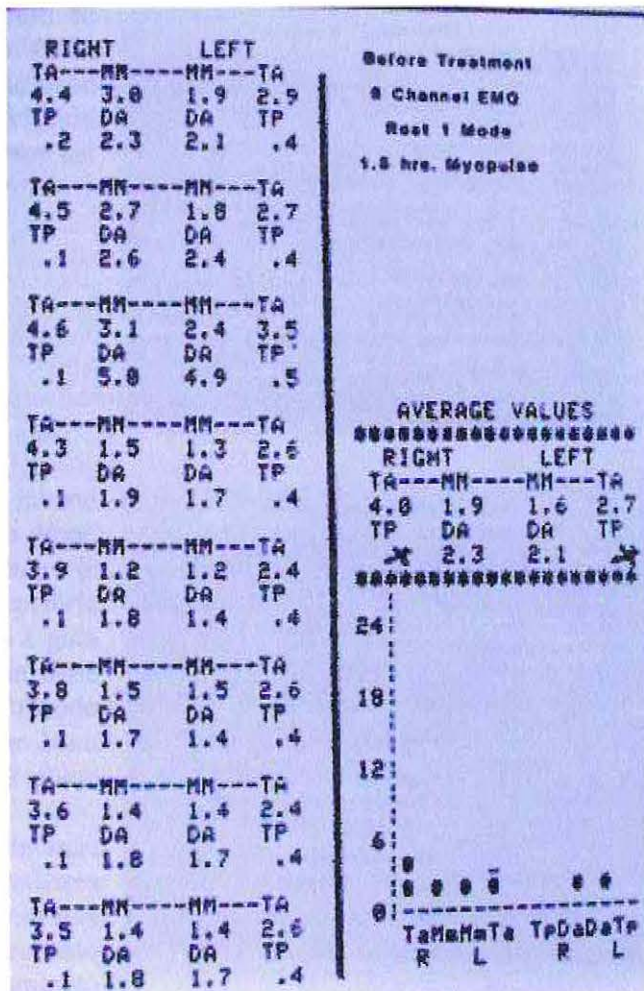 RIGHT LEFT
TA---MM----MM---TA
4.4 3.0 1.9 2.9
TP DA DA TP
.2 2.3 2.1 .4
TA---MM----MM---TA
4.5 2.7 1.8 2.7
TP DA DA TP
.1 2.6 2.4 .4
TA---MM----MM---TA
4.6 3.1 2.4 3.5
TP DA DA TP
.1 5.0 4.9 .5
TA---MM----MM---TA
4.3 1.5 1.3 2.6
TP DA DA TP
.1 1.9 1.7 .4
TA---MM----MM---TA
3.9 1.2 1.2 2.4
TP DA DA TP
.1 1.8 1.4 .4
TA---MM----MM---TA
3.8 1.5 1.5 2.6
TP DA DA TP
.1 1.7 1.4 .4
TA---MM----MM---TA
3.6 1.4 1.4 2.4
TP DA DA TP
.1 1.8 1.7 .4
TA---MM----MM---TA
3.5 1.4 1.4 2.6
TP DA DA TP
.1 1.8 1.7 .4
Before Treatment
8 Channel EMG
Rest 1 Mode
1.5 hrs. Myopulse
AVERAGE VALUES
RIGHT LEFT
TA---MM----MM---TA
4.0 1.9 1.6 2.7
TP DA DA TP
2.3 2.1
24
18
12
6
0
TaMmMmTa TpDaDaTp
R L R L